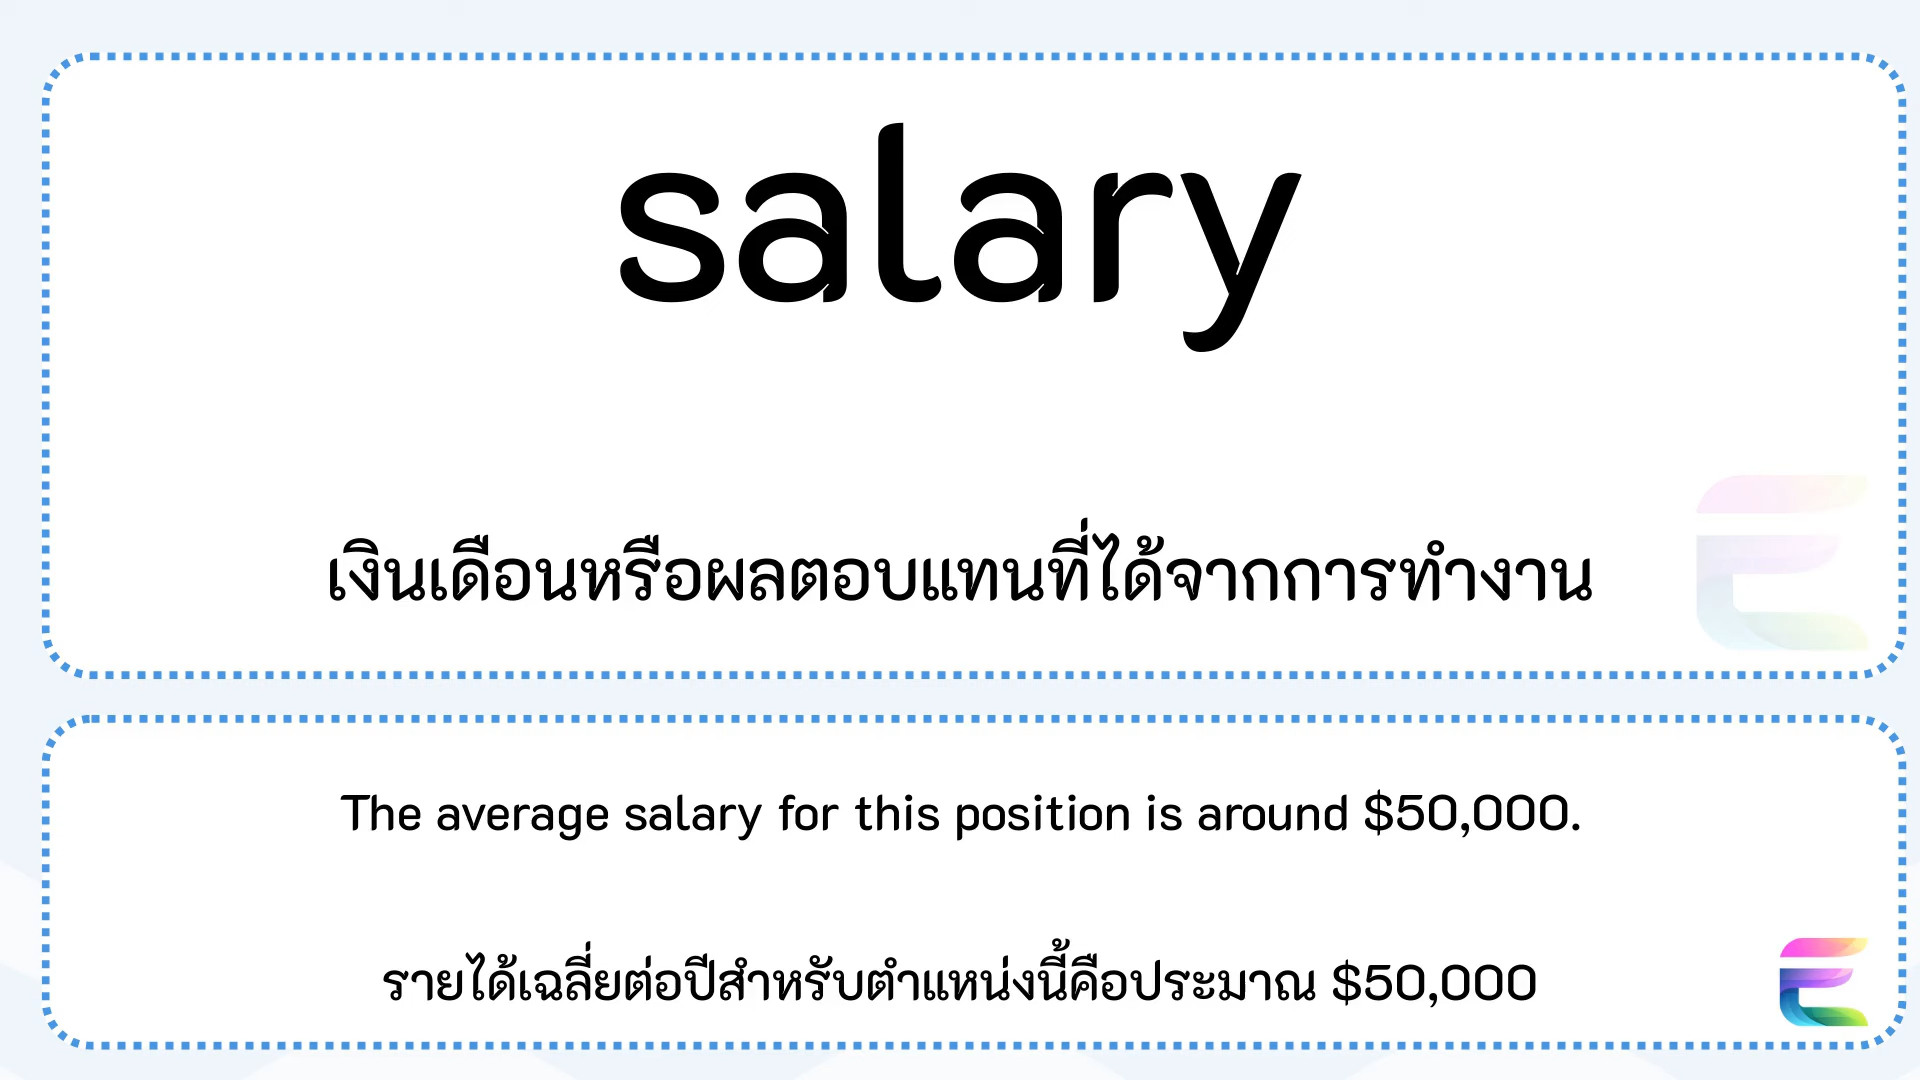 salary
เงินเดือนหรือผลตอบแทนที่ได้จากการทำงาน
The average salary for this position is around $50,000.
รายได้เฉลี่ยต่อปีสำหรับตำแหน่งนี้คือประมาณ $50,000